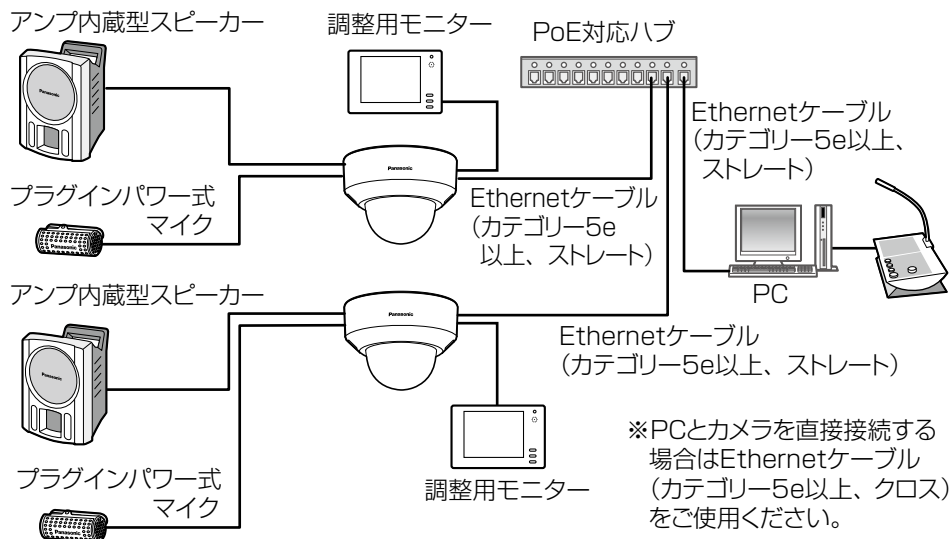 アンプ内蔵型スピーカー
調整用モニター
PoE対応ハブ
Panasonic
Ethernetケーブル
（カテゴリー5e以上、
ストレート）
Panasonic
プラグインパワー式
マイク
Panasonic
Ethernetケーブル
（カテゴリー5e
以上、ストレート）
PC
アンプ内蔵型スピーカー
Panasonic
Ethernetケーブル
（カテゴリー5e以上、ストレート）
Panasonic
プラグインパワー式
マイク
Panasonic
調整用モニター
※PCとカメラを直接接続する
場合はEthernetケーブル
（カテゴリー5e以上、クロス）
をご使用ください。